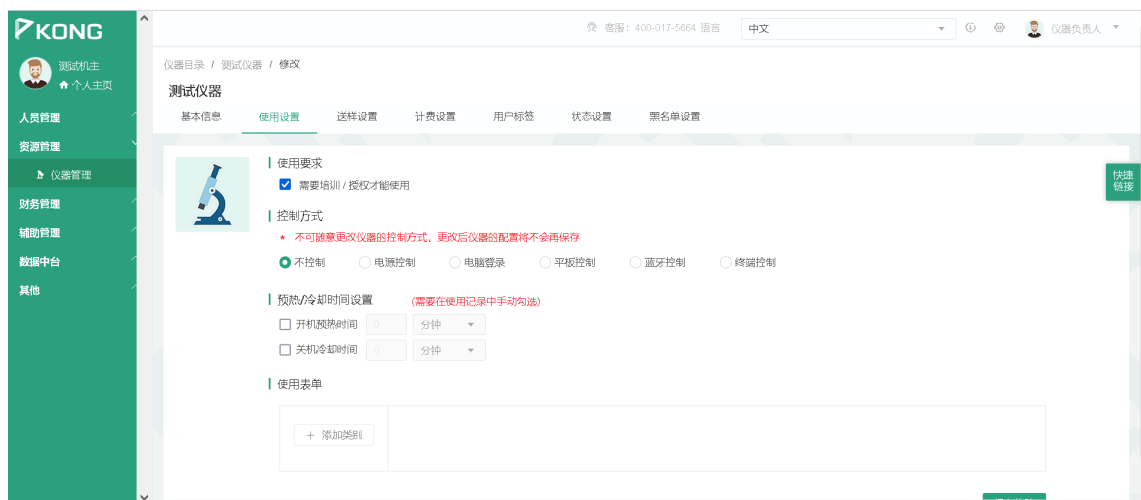 PKONG
客服: 400-017-5664 语言 中文 仪器负责人
测试机主
个人主页
人员管理
资源管理
仪器管理
财务管理
辅助管理
数据中台
其他
仪器目录 / 测试仪器 / 修改
测试仪器
基本信息 使用设置 送样设置 计费设置 用户标签 状态设置 黑名单设置
使用要求
需要培训 / 授权才能使用
控制方式
* 不可随意更改仪器的控制方式，更改后仪器的配置将不会再保存
不控制 电源控制 电脑登录 平板控制 蓝牙控制 终端控制
预热/冷却时间设置 (需要在使用记录中手动勾选)
开机预热时间 0 分钟
关机冷却时间 0 分钟
使用表单
+ 添加类别
快捷
链接